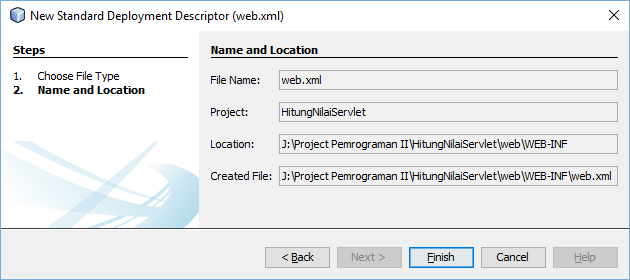 New Standard Deployment Descriptor (web.xml)
Steps
1. Choose File Type
2. Name and Location
Name and Location
File Name: web.xml
Project: HitungNilaiServlet
Location: J:\Project Pemrograman II\HitungNilaiServlet\web\WEB-INF
Created File: J:\Project Pemrograman II\HitungNilaiServlet\web\WEB-INF\web.xml
< Back Next > Finish Cancel Help